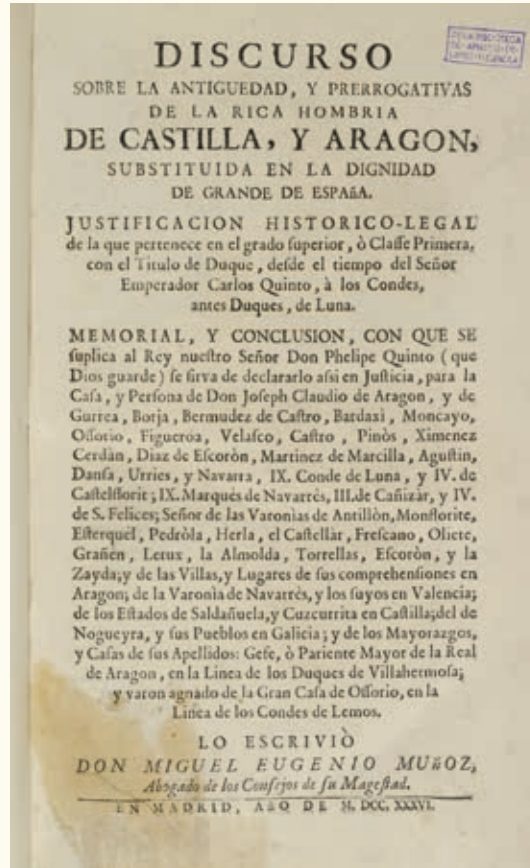 DISCURSO
SOBRE LA ANTIGUEDAD, Y PRERROGATIVAS
DE LA RICA HOMBRIA
DE CASTILLA, Y ARAGON,
SUBSTITUIDA EN LA DIGNIDAD
DE GRANDE DE ESPAñA.
JUSTIFICACION HISTORICO-LEGAL
de la que pertenece en el grado ſuperior, ò Claſſe Primera,
con el Titulo de Duque, deſde el tiempo del Señor
Emperador Carlos Quinto, à los Condes,
antes Duques, de Luna.
MEMORIAL, Y CONCLUSION, CON QUE SE
ſuplica al Rey nueſtro Señor Don Phelipe Quinto (que
Dios guarde) ſe ſirva de declararlo aſsi en Juſticia, para la
Caſa, y Perſona de Don Joſeph Claudio de Aragon, y de
Gurrea, Borja, Bermudez de Caſtro, Bardaxi, Moncayo,
Oſſorio, Figueroa, Velaſco, Caſtro, Pinòs, Ximenez
Cerdàn, Diaz de Eſcoròn, Martinez de Marcilla, Aguſtin,
Danſa, Urries, y Navarra, IX. Conde de Luna, y IV. de
Caſtelflorit; IX. Marquès de Navarrès, III. de Cañizàr, y IV.
de S. Felices; Señor de las Varonìas de Antillòn, Monflorite,
Eſterquèl, Pedròla, Herla, el Caſtellàr, Freſcano, Oliete,
Grañen, Letux, la Almolda, Torrellas, Eſcoròn, y la
Zayda; y de las Villas, y Lugares de ſus comprehenſiones en
Aragon; de la Varonìa de Navarrès, y los ſuyos en Valencia;
de los Eſtados de Saldañuela, y Cuzcurrita en Caſtilla; del de
Nogueyra, y ſus Pueblos en Galicia; y de los Mayorazgos,
y Caſas de ſus Apellidos: Gefe, ò Pariente Mayor de la Real
de Aragon, en la Linea de los Duques de Villahermoſa;
y varon agnado de la Gran Caſa de Oſſorio, en la
Linea de los Condes de Lemos.
LO ESCRIVIÒ
DON MIGUEL EUGENIO MUñOZ,
Abogado de los Conſejos de ſu Mageſtad.
EN MADRID, AñO DE M. DCC. XXXVI.